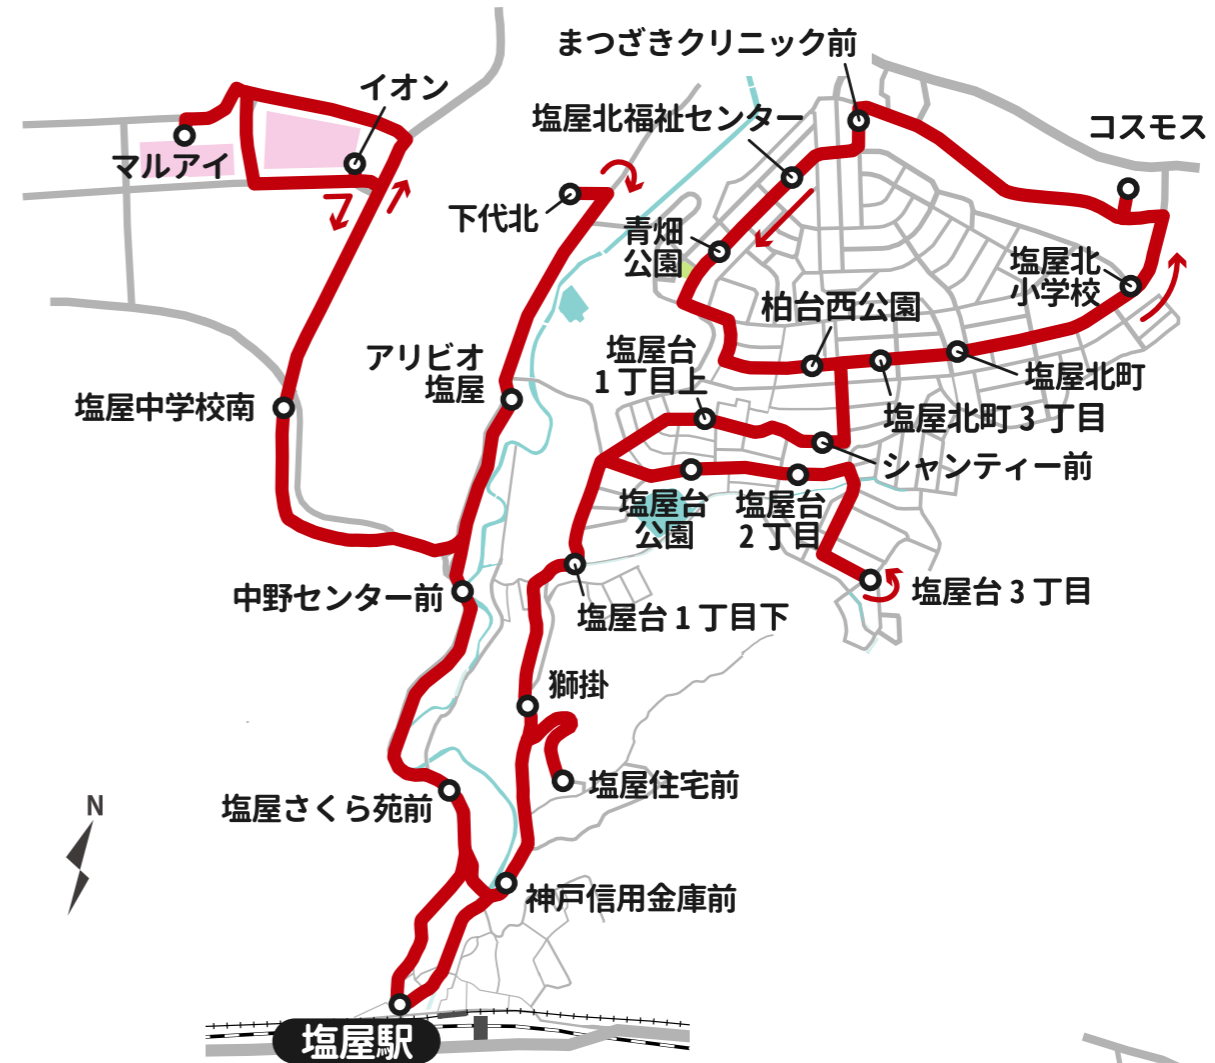 まつざきクリニック前
イオン
塩屋北福祉センター
コスモス
マルアイ
下代北
青畑
公園
塩屋北
小学校
柏台西公園
アリビオ
塩屋
塩屋台
1丁目上
塩屋北町
塩屋中学校南
塩屋北町3丁目
シャンティー前
塩屋台
公園
塩屋台
2丁目
中野センター前
塩屋台3丁目
塩屋台1丁目下
獅掛
塩屋住宅前
N
塩屋さくら苑前
神戸信用金庫前
塩屋駅